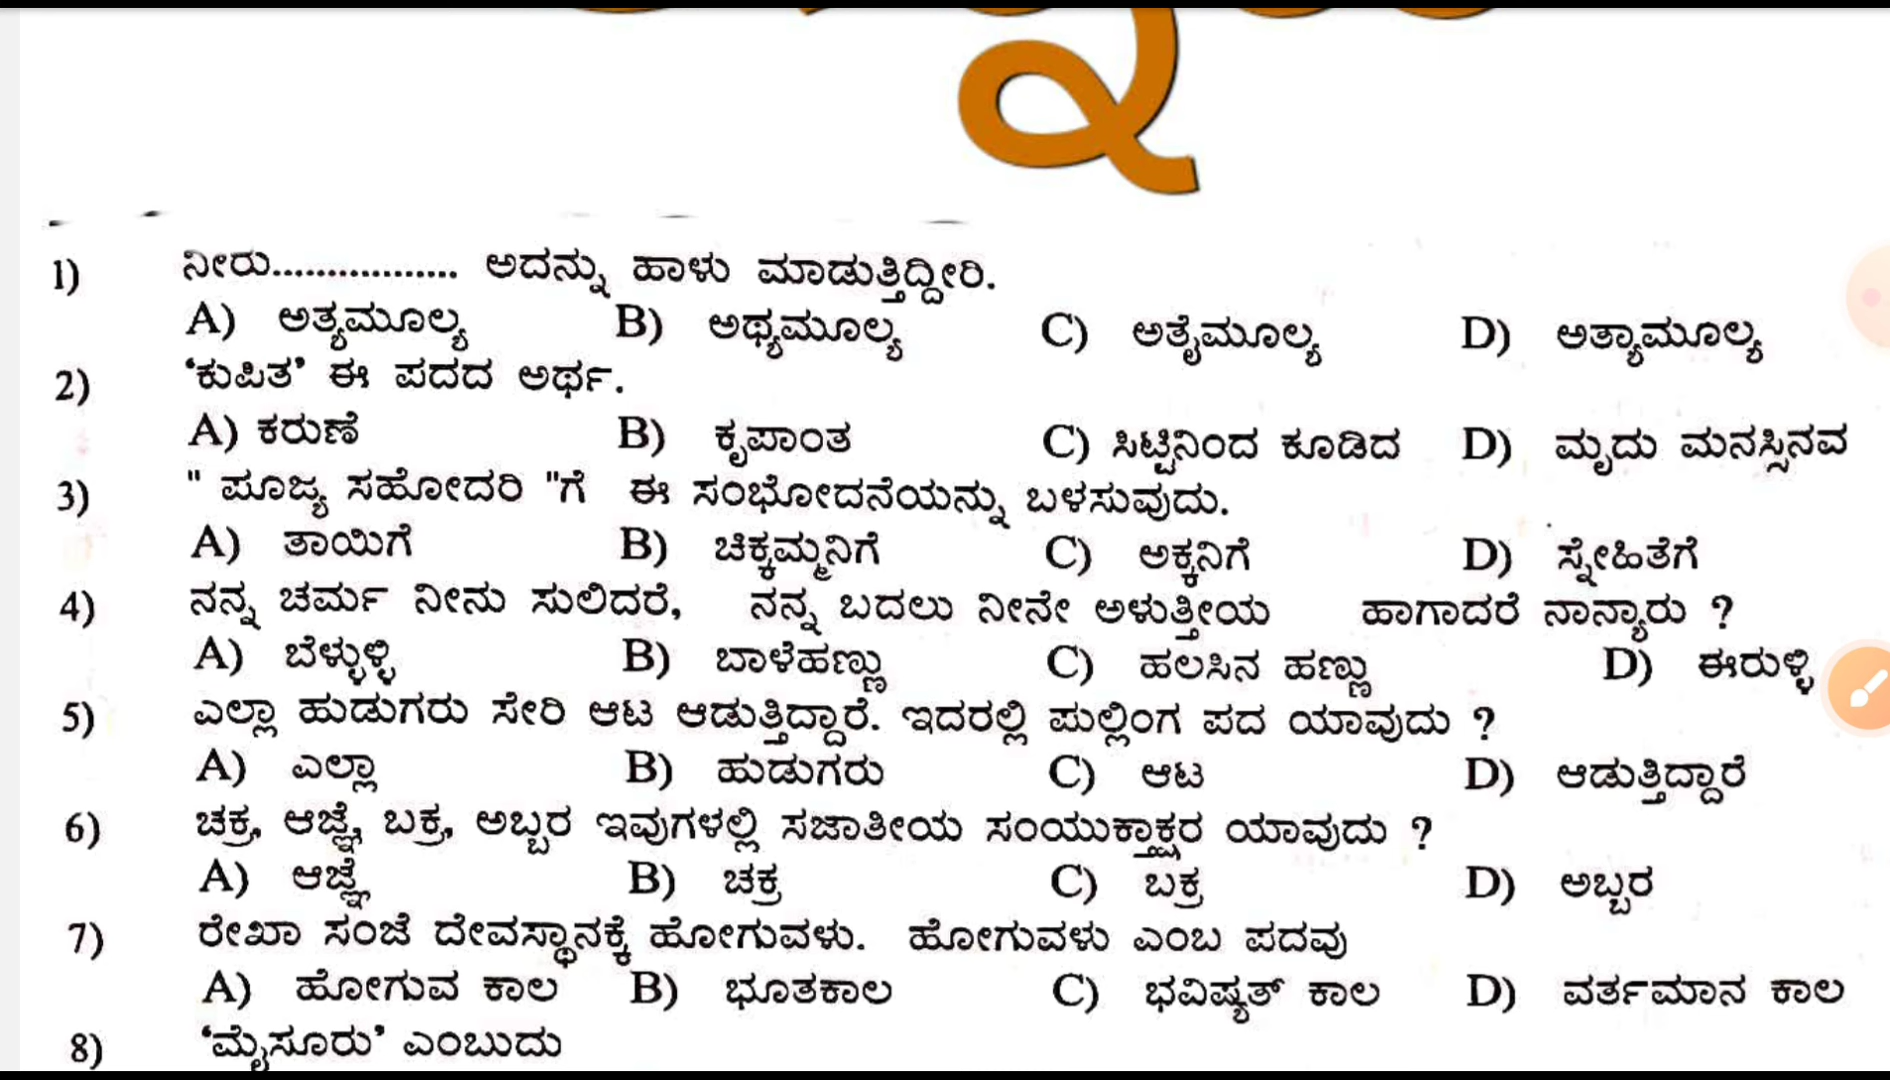 1) ನೀರು................. ಅದನ್ನು ಹಾಳು ಮಾಡುತ್ತಿದ್ದೀರಿ.
A) ಅತ್ಯಮೂಲ್ಯ B) ಅಥ್ಯಮೂಲ್ಯ C) ಅತ್ಯೆಮೂಲ್ಯ D) ಅತ್ಯಾಮೂಲ್ಯ
2) ‘ಕುಪಿತ’ ಈ ಪದದ ಅರ್ಥ.
A) ಕರುಣೆ B) ಕೃಪಾಂತ C) ಸಿಟ್ಟಿನಿಂದ ಕೂಡಿದ D) ಮೃದು ಮನಸ್ಸಿನವ
3) " ಪೂಜ್ಯ ಸಹೋದರಿ "ಗೆ ಈ ಸಂಭೋದನೆಯನ್ನು ಬಳಸುವುದು.
A) ತಾಯಿಗೆ B) ಚಿಕ್ಕಮ್ಮನಿಗೆ C) ಅಕ್ಕನಿಗೆ D) ಸ್ನೇಹಿತೆಗೆ
4) ನನ್ನ ಚರ್ಮ ನೀನು ಸುಲಿದರೆ, ನನ್ನ ಬದಲು ನೀನೇ ಅಳುತ್ತೀಯ ಹಾಗಾದರೆ ನಾನ್ಯಾರು ?
A) ಬೆಳ್ಳುಳ್ಳಿ B) ಬಾಳೆಹಣ್ಣು C) ಹಲಸಿನ ಹಣ್ಣು D) ಈರುಳ್ಳಿ
5) ಎಲ್ಲಾ ಹುಡುಗರು ಸೇರಿ ಆಟ ಆಡುತ್ತಿದ್ದಾರೆ. ಇದರಲ್ಲಿ ಪುಲ್ಲಿಂಗ ಪದ ಯಾವುದು ?
A) ಎಲ್ಲಾ B) ಹುಡುಗರು C) ಆಟ D) ಆಡುತ್ತಿದ್ದಾರೆ
6) ಚಕ್ರ, ಆಜ್ಞೆ, ಬಕ್ರ, ಅಬ್ಬರ ಇವುಗಳಲ್ಲಿ ಸಜಾತೀಯ ಸಂಯುಕ್ತಾಕ್ಷರ ಯಾವುದು ?
A) ಆಜ್ಞೆ B) ಚಕ್ರ C) ಬಕ್ರ D) ಅಬ್ಬರ
7) ರೇಖಾ ಸಂಜೆ ದೇವಸ್ಥಾನಕ್ಕೆ ಹೋಗುವಳು. ಹೋಗುವಳು ಎಂಬ ಪದವು
A) ಹೋಗುವ ಕಾಲ B) ಭೂತಕಾಲ C) ಭವಿಷ್ಯತ್ ಕಾಲ D) ವರ್ತಮಾನ ಕಾಲ
8) ‘ಮೈಸೂರು’ ಎಂಬುದು